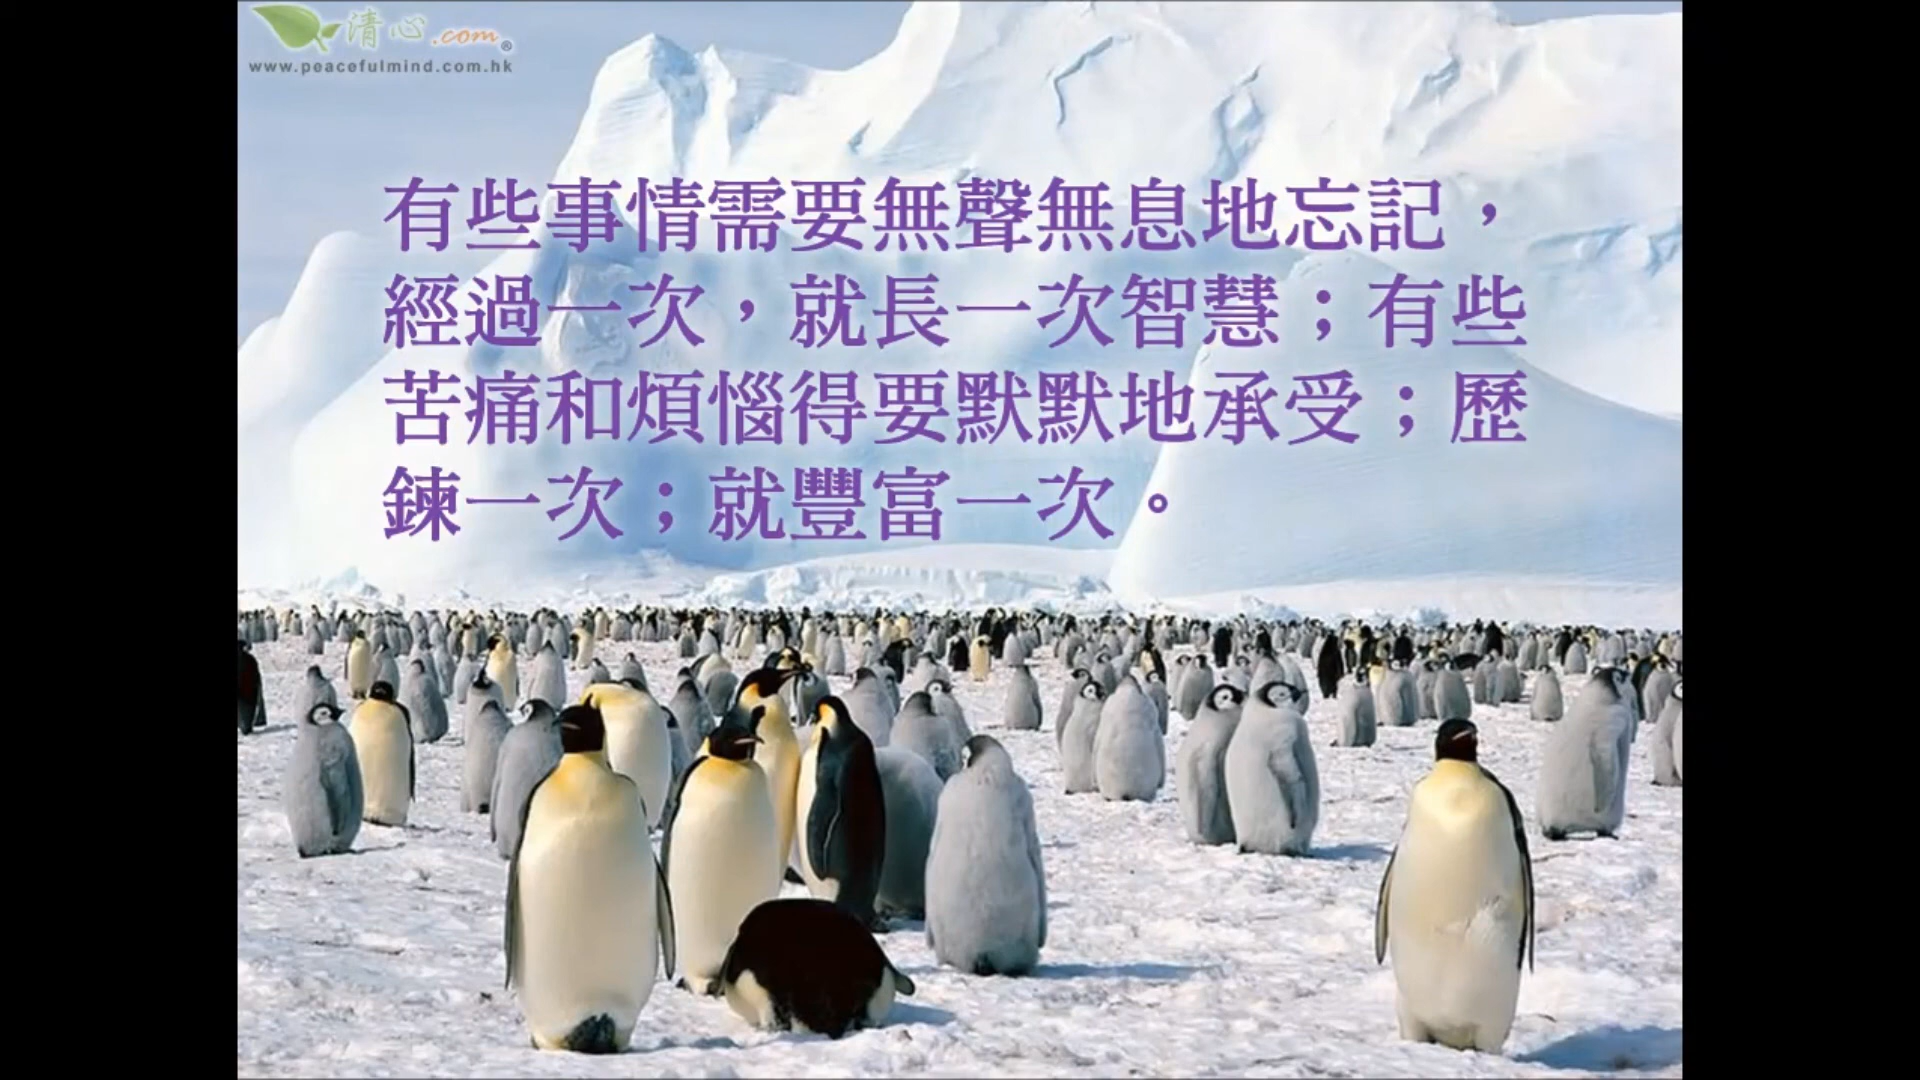 清心.com®
www.peacefulmind.com.hk
有些事情需要無聲無息地忘記，
經過一次，就長一次智慧；有些
苦痛和煩惱得要默默地承受；歷
鍊一次；就豐富一次。